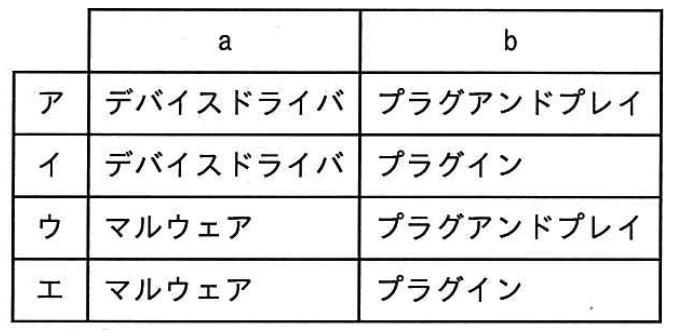 a b
ア デバイスドライバ プラグアンドプレイ
イ デバイスドライバ プラグイン
ウ マルウェア プラグアンドプレイ
エ マルウェア プラグイン